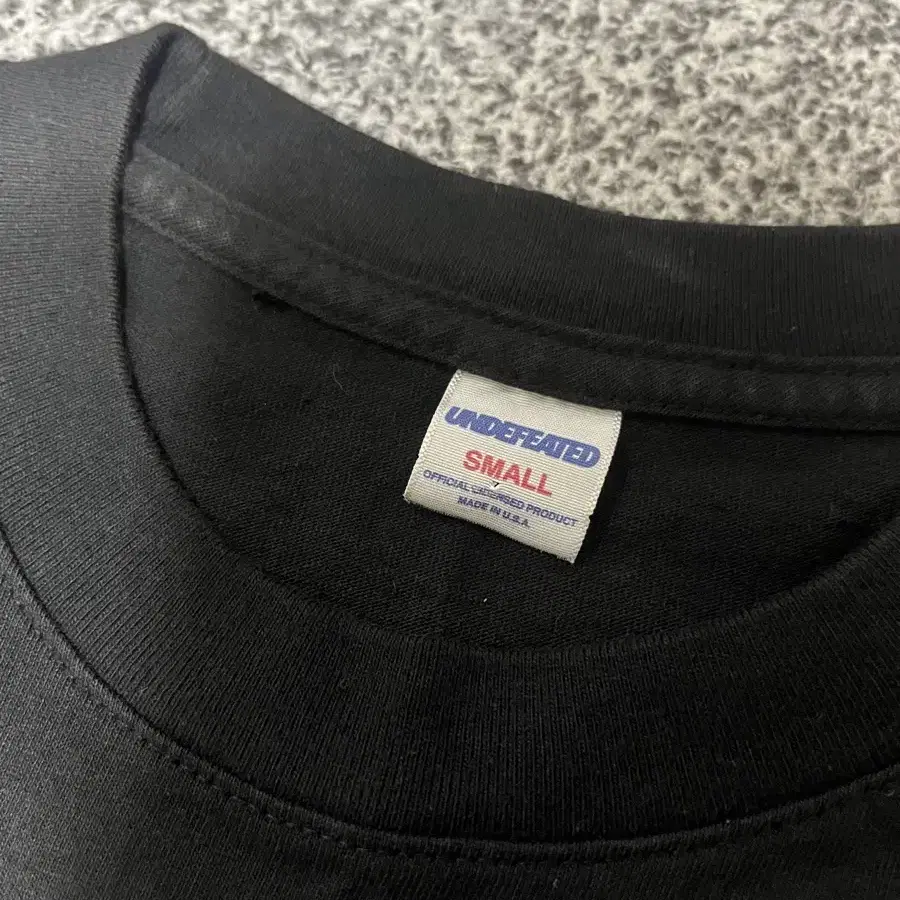 UNDEFEATED
SMALL
OFFICIAL LICENSED PRODUCT
MADE IN U.S.A.